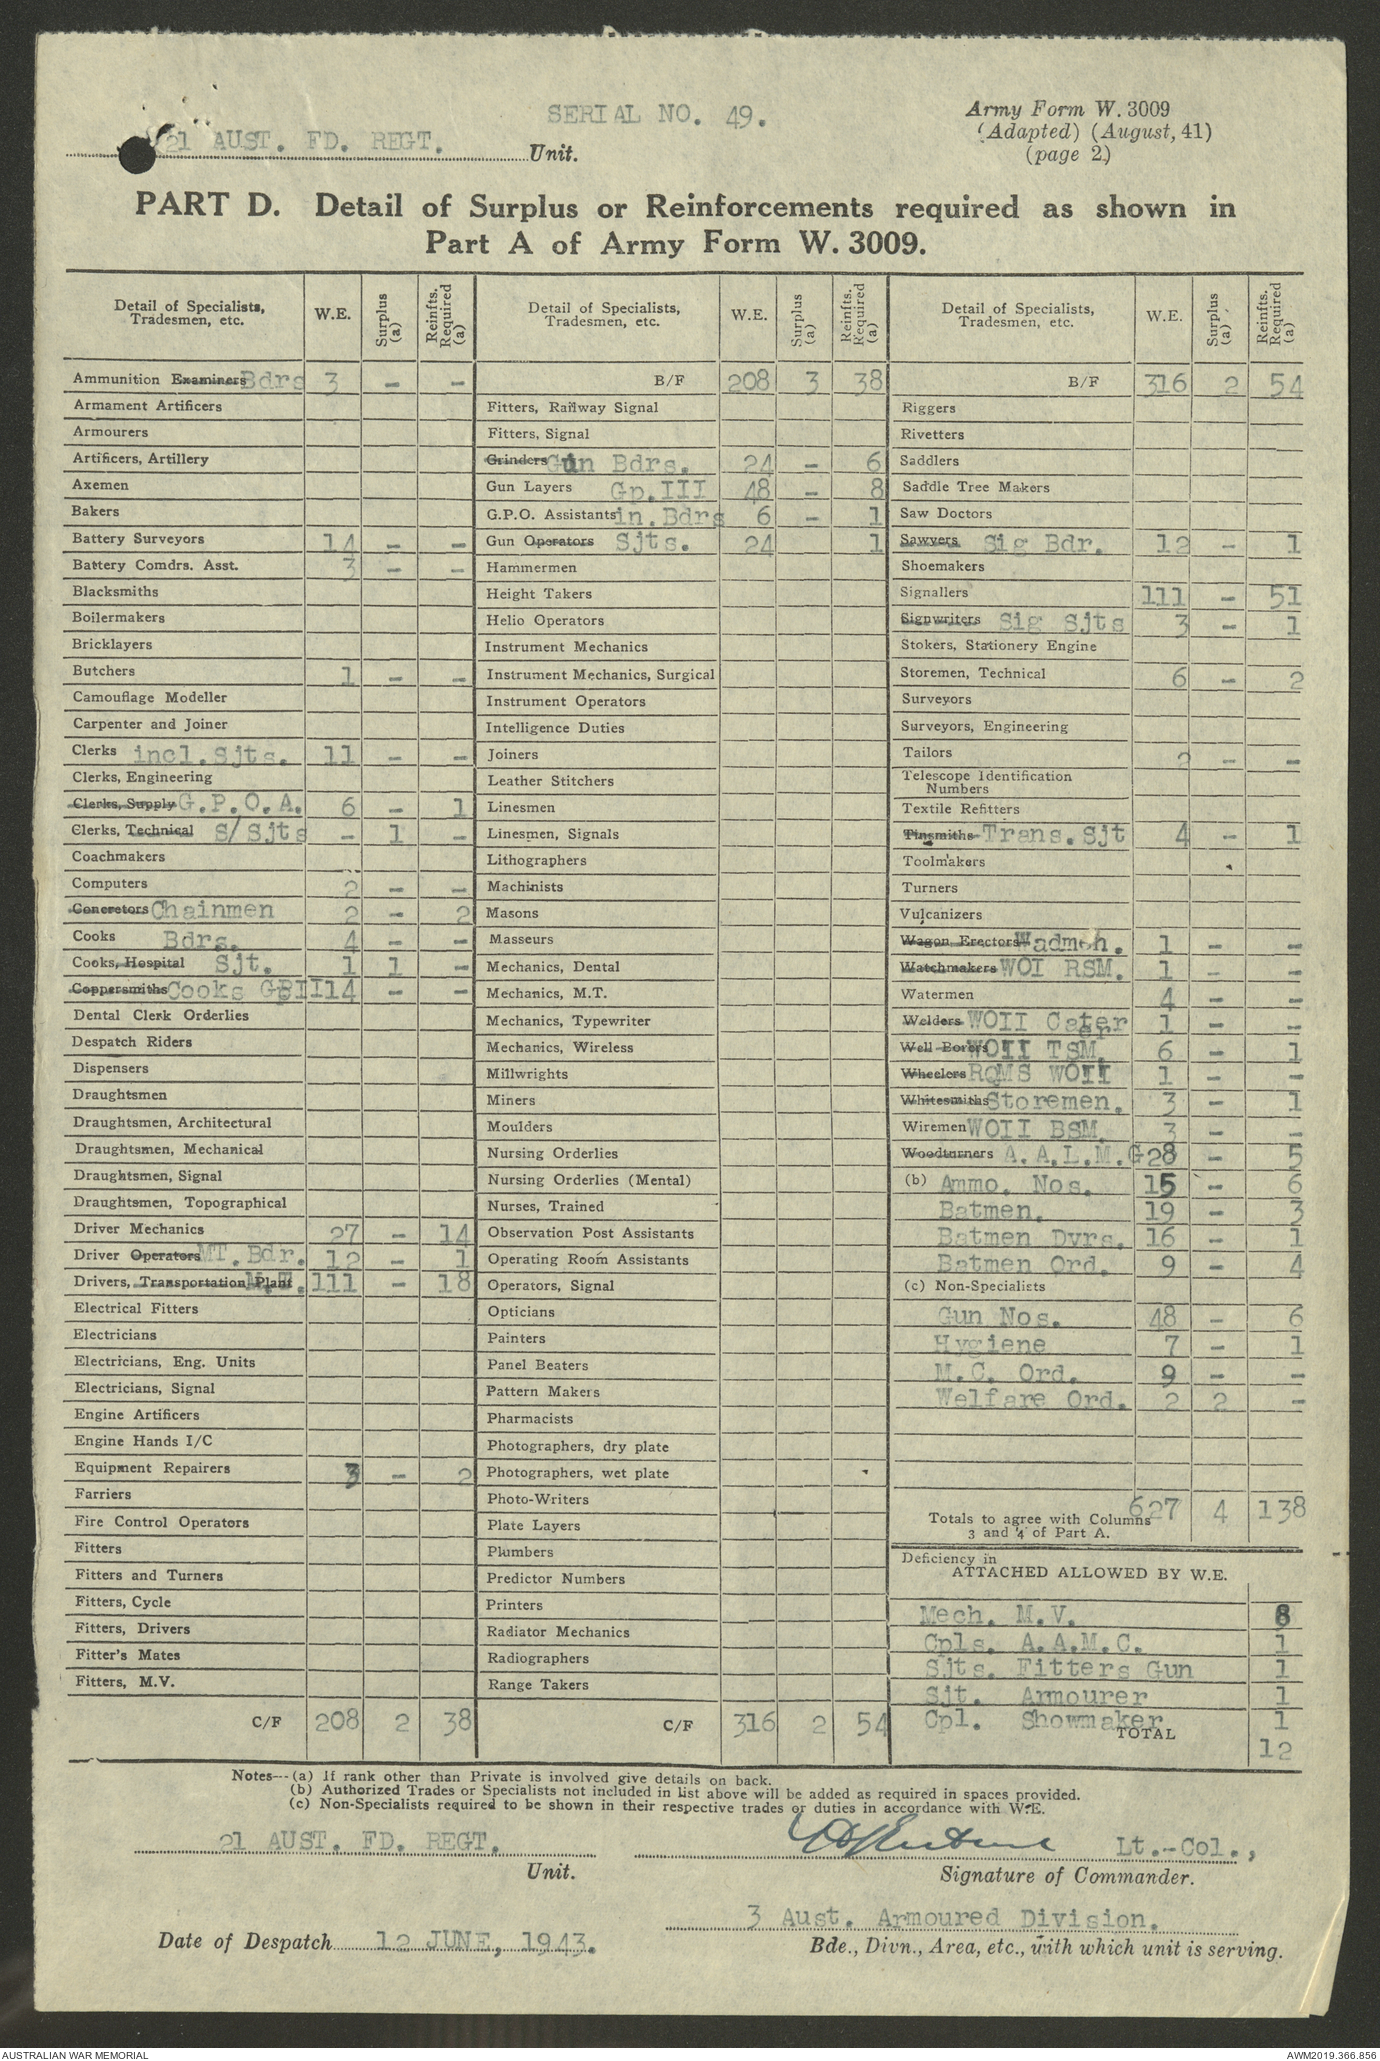 SERIAL NO. 49.
Army Form W. 3009
(Adapted) (August, 41)
(page 2)
21 AUST. FD. REGT. Unit.
PART D. Detail of Surplus or Reinforcements required as shown in
Part A of Army Form W. 3009.
Detail of Specialists, Tradesmen, etc. W.E. Surplus (a) Reinfts. Required (a)
Ammunition Examiners Bdrs 3 - -
Armament Artificers
Armourers
Artificers, Artillery
Axemen
Bakers
Battery Surveyors 14 - -
Battery Comdrs. Asst. 3 - -
Blacksmiths
Boilermakers
Bricklayers
Butchers 1 - -
Camouflage Modeller
Carpenter and Joiner
Clerks incl. Sjts. 11 - -
Clerks, Engineering
Clerks, Supply G.P.O.A. 6 - 1
Clerks, Technical S/Sjts - 1 -
Coachmakers
Computers 2 - -
Concretors Chainmen 2 - 2
Cooks Bdrs. 4 - -
Cooks, Hospital Sjt. 1 1 -
Coppersmiths Cooks GpII 14 - -
Dental Clerk Orderlies
Despatch Riders
Dispensers
Draughtsmen
Draughtsmen, Architectural
Draughtsmen, Mechanical
Draughtsmen, Signal
Draughtsmen, Topographical
Driver Mechanics 27 - 14
Driver Operators MT. Bdr. 12 - 1
Drivers, Transportation Plant M.T. 111 - 18
Electrical Fitters
Electricians
Electricians, Eng. Units
Electricians, Signal
Engine Artificers
Engine Hands I/C
Equipment Repairers 3 - 2
Farriers
Fire Control Operators
Fitters
Fitters and Turners
Fitters, Cycle
Fitters, Drivers
Fitter's Mates
Fitters, M.V.
C/F 208 2 38
Detail of Specialists, Tradesmen, etc. W.E. Surplus (a) Reinfts. Required (a)
B/F 208 3 38
Fitters, Railway Signal
Fitters, Signal
Grinders Gun Bdrs. 24 - 6
Gun Layers Gp.III 48 - 8
G.P.O. Assistants in. Bdrs 6 - 1
Gun Operators Sjts. 24 1
Hammermen
Height Takers
Helio Operators
Instrument Mechanics
Instrument Mechanics, Surgical
Instrument Operators
Intelligence Duties
Joiners
Leather Stitchers
Linesmen
Linesmen, Signals
Lithographers
Machinists
Masons
Masseurs
Mechanics, Dental
Mechanics, M.T.
Mechanics, Typewriter
Mechanics, Wireless
Millwrights
Miners
Moulders
Nursing Orderlies
Nursing Orderlies (Mental)
Nurses, Trained
Observation Post Assistants
Operating Room Assistants
Operators, Signal
Opticians
Painters
Panel Beaters
Pattern Makers
Pharmacists
Photographers, dry plate
Photographers, wet plate
Photo-Writers
Plate Layers
Plumbers
Predictor Numbers
Printers
Radiator Mechanics
Radiographers
Range Takers
C/F 316 2 54
Detail of Specialists, Tradesmen, etc. W.E. Surplus (a) Reinfts. Required (a)
B/F 316 2 54
Riggers
Rivetters
Saddlers
Saddle Tree Makers
Saw Doctors
Sawyers Sig Bdr. 12 - 1
Shoemakers
Signallers 111 - 51
Signwriters Sig Sjts 3 - 1
Stokers, Stationery Engine
Storemen, Technical 6 - 2
Surveyors
Surveyors, Engineering
Tailors 2 - -
Telescope Identification
Numbers
Textile Refitters
Tinsmiths Trans. Sjt 4 - 1
Toolmakers
Turners
Vulcanizers
Wagon Erectors Wadmen. 1 - -
Watchmakers WOI RSM. 1 - -
Watermen 4 - -
Welders WOII Cater er 1 - -
Well Borers WOII TSM. 6 - 1
Wheelers RQMS WOII 1 - -
Whitesmiths Storemen. 3 - 1
Wiremen WOII BSM. 3 - -
Woodturners A.A.L.M.G 28 - 5
(b) Ammo. Nos. 15 - 6
Batmen. 19 - 3
Batmen Dvrs. 16 - 1
Batmen Ord. 9 - 4
(c) Non-Specialists
Gun Nos. 48 - 6
Hygiene 7 - 1
M.C. Ord. 9 - -
Welfare Ord. 2 2 -
Totals to agree with Columns 627 4 138
3 and 4 of Part A.
Deficiency in
ATTACHED ALLOWED BY W.E.
Mech. M.V. 8
Cpls. A.A.M.C. 1
Sjts. Fitters Gun 1
Sjt. Armourer 1
Cpl. Showmaker 1
TOTAL 12
Notes--(a) If rank other than Private is involved give details on back.
(b) Authorized Trades or Specialists not included in list above will be added as required in spaces provided.
(c) Non-Specialists required to be shown in their respective trades or duties in accordance with W.E.
21 AUST. FD. REGT. Lt.-Col.,
Unit. Signature of Commander.
3 Aust. Armoured Division.
Date of Despatch 12 JUNE, 1943. Bde., Divn., Area, etc., with which unit is serving.
AUSTRALIAN WAR MEMORIAL AWM2019.366.856